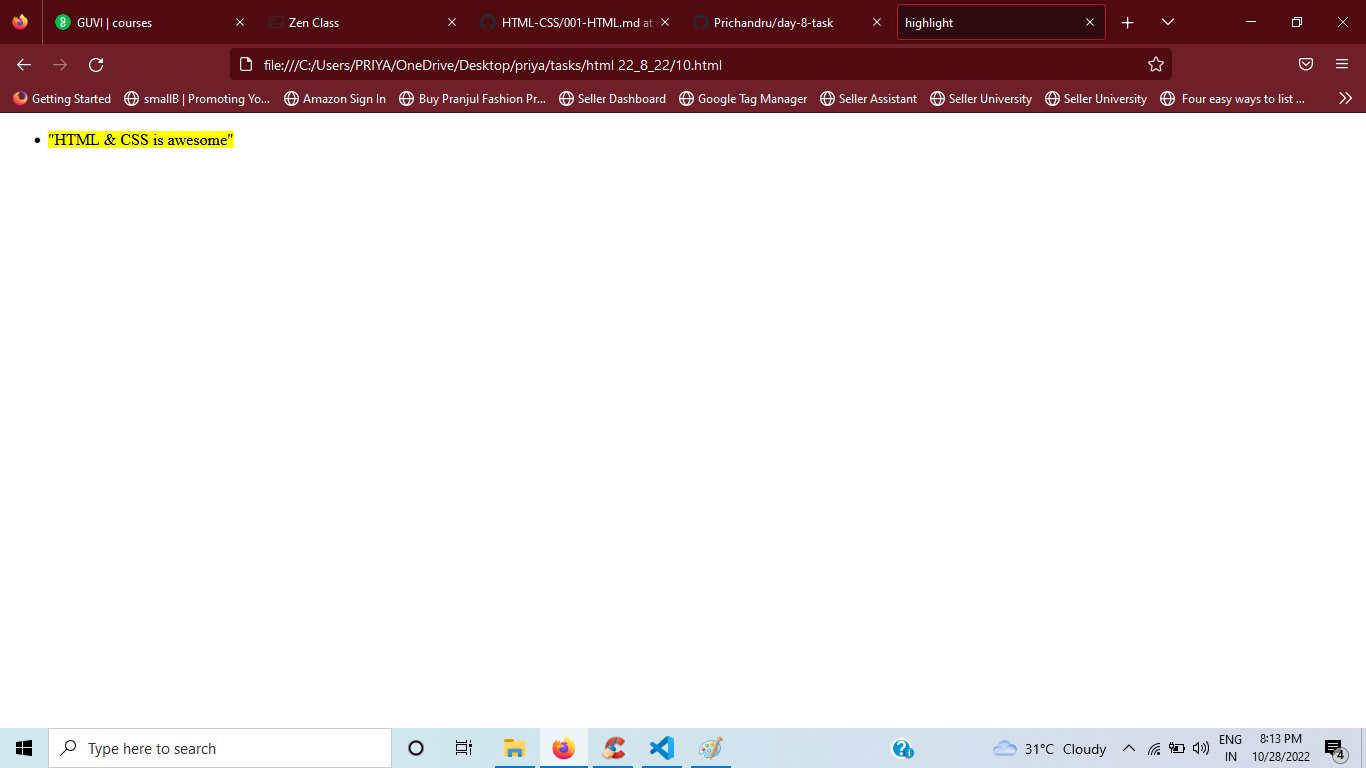 GUVI | courses
Zen Class
HTML-CSS/001-HTML.md at
Prichandru/day-8-task
highlight
file:///C:/Users/PRIYA/OneDrive/Desktop/priya/tasks/html 22_8_22/10.html
Getting Started
smallB | Promoting Yo...
Amazon Sign In
Buy Pranjul Fashion Pr...
Seller Dashboard
Google Tag Manager
Seller Assistant
Seller University
Seller University
Four easy ways to list ...
"HTML & CSS is awesome"
Type here to search
31°C Cloudy
ENG
IN
8:13 PM
10/28/2022
4